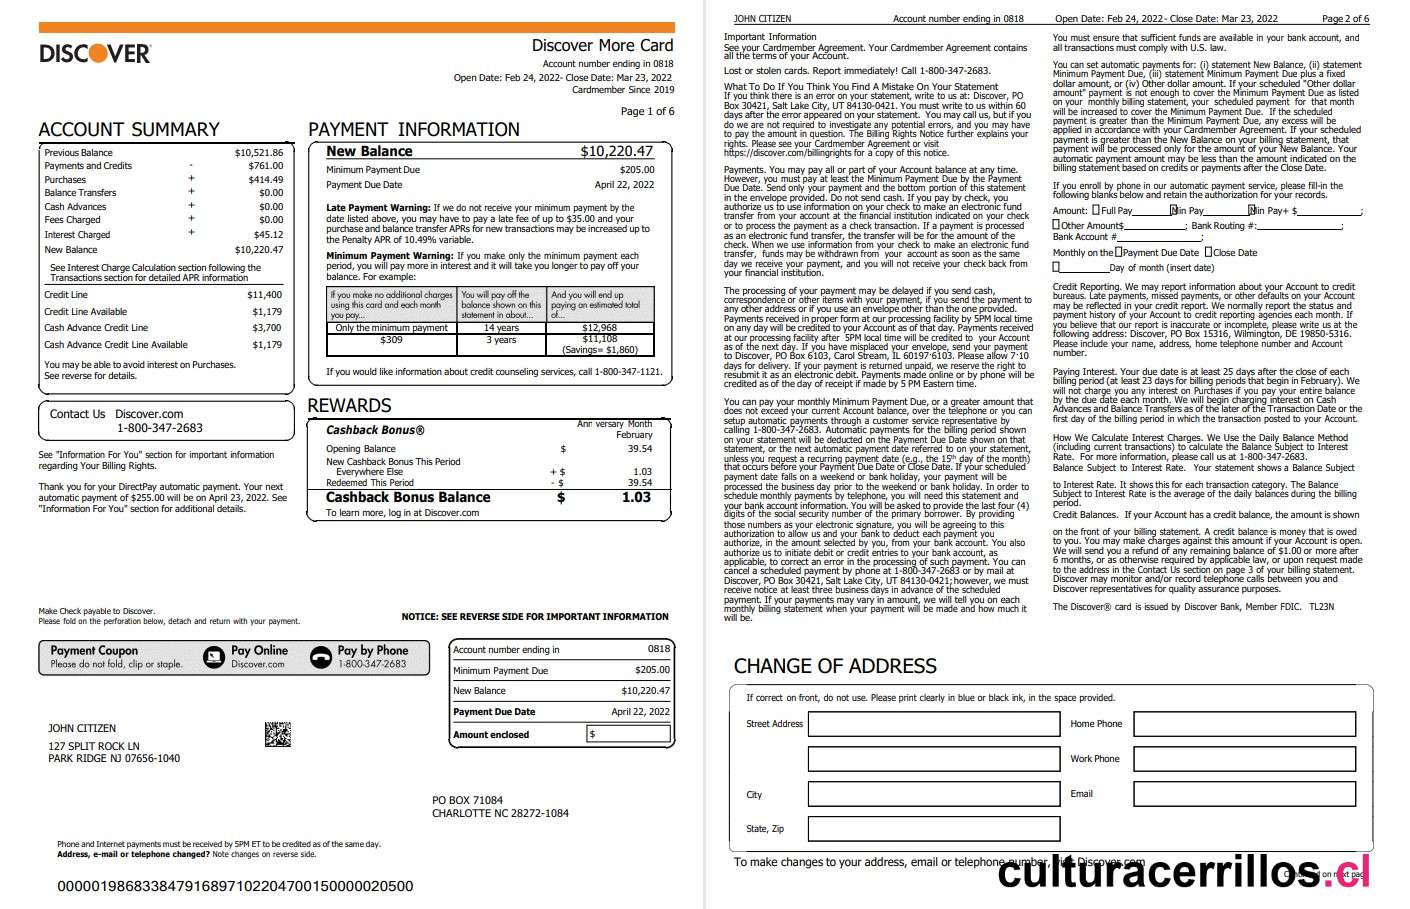 DISCOVER
Discover More Card
Account number ending in 0818
Open Date: Feb 24, 2022- Close Date: Mar 23, 2022
Cardmember Since 2019
Page 1 of 6
ACCOUNT SUMMARY
Previous Balance $10,521.86
Payments and Credits - $761.00
Purchases + $414.49
Balance Transfers + $0.00
Cash Advances + $0.00
Fees Charged + $0.00
Interest Charged + $45.12
New Balance $10,220.47
See Interest Charge Calculation section following the
Transactions section for detailed APR information
Credit Line $11,400
Credit Line Available $1,179
Cash Advance Credit Line $3,700
Cash Advance Credit Line Available $1,179
You may be able to avoid interest on Purchases.
See reverse for details.
Contact Us Discover.com
1-800-347-2683
See "Information For You" section for important information
regarding Your Billing Rights.
Thank you for your DirectPay automatic payment. Your next
automatic payment of $255.00 will be on April 23, 2022. See
"Information For You" section for additional details.
PAYMENT INFORMATION
New Balance $10,220.47
Minimum Payment Due $205.00
Payment Due Date April 22, 2022
Late Payment Warning: If we do not receive your minimum payment by the
date listed above, you may have to pay a late fee of up to $35.00 and your
purchase and balance transfer APRs for new transactions may be increased up to
the Penalty APR of 10.49% variable.
Minimum Payment Warning: If you make only the minimum payment each
period, you will pay more in interest and it will take you longer to pay off your
balance. For example:
If you make no additional charges You will pay off the And you will end up
using this card and each month balance shown on this paying an estimated total
you pay... statement in about... of...
Only the minimum payment 14 years $12,968
$309 3 years $11,108
(Savings= $1,860)
If you would like information about credit counseling services, call 1-800-347-1121.
REWARDS
Cashback Bonus® Ann versary Month
February
Opening Balance $ 39.54
New Cashback Bonus This Period
Everywhere Else + $ 1.03
Redeemed This Period - $ 39.54
Cashback Bonus Balance $ 1.03
To learn more, log in at Discover.com
Make Check payable to Discover.
Please fold on the perforation below, detach and return with your payment.
NOTICE: SEE REVERSE SIDE FOR IMPORTANT INFORMATION
Payment Coupon Pay Online Pay by Phone
Please do not fold, clip or staple. Discover.com 1-800-347-2683
Account number ending in 0818
Minimum Payment Due $205.00
New Balance $10,220.47
Payment Due Date April 22, 2022
Amount enclosed $
JOHN CITIZEN
127 SPLIT ROCK LN
PARK RIDGE NJ 07656-1040
PO BOX 71084
CHARLOTTE NC 28272-1084
Phone and Internet payments must be received by 5PM ET to be credited as of the same day.
Address, e-mail or telephone changed? Note changes on reverse side.
0000019868338479168971022047001500000 20500
JOHN CITIZEN Account number ending in 0818 Open Date: Feb 24, 2022- Close Date: Mar 23, 2022 Page 2 of 6
Important Information
See your Cardmember Agreement. Your Cardmember Agreement contains
all the terms of your Account.
Lost or stolen cards. Report immediately! Call 1-800-347-2683.
What To Do If You Think You Find A Mistake On Your Statement
If you think there is an error on your statement, write to us at: Discover, PO
Box 30421, Salt Lake City, UT 84130-0421. You must write to us within 60
days after the error appeared on your statement. You may call us, but if you
do we are not required to investigate any potential errors, and you may have
to pay the amount in question. The Billing Rights Notice further explains your
rights. Please see your Cardmember Agreement or visit
https://discover.com/billingrights for a copy of this notice.
Payments. You may pay all or part of your Account balance at any time.
However, you must pay at least the Minimum Payment Due by the Payment
Due Date. Send only your payment and the bottom portion of this statement
in the envelope provided. Do not send cash. If you pay by check, you
authorize us to use information on your check to make an electronic fund
transfer from your account at the financial institution indicated on your check
or to process the payment as a check transaction. If a payment is processed
as an electronic fund transfer, the transfer will be for the amount of the
check. When we use information from your check to make an electronic fund
transfer, funds may be withdrawn from your account as soon as the same
day we receive your payment, and you will not receive your check back from
your financial institution.
The processing of your payment may be delayed if you send cash,
correspondence or other items with your payment, if you send the payment to
any other address or if you use an envelope other than the one provided.
Payments received in proper form at our processing facility by 5PM local time
on any day will be credited to your Account as of that day. Payments received
at our processing facility after 5PM local time will be credited to your Account
as of the next day. If you have misplaced your envelope, send your payment
to Discover, PO Box 6103, Carol Stream, IL 60197·6103. Please allow 7·10
days for delivery. If your payment is returned unpaid, we reserve the right to
resubmit it as an electronic debit. Payments made online or by phone will be
credited as of the day of receipt if made by 5 PM Eastern time.
You can pay your monthly Minimum Payment Due, or a greater amount that
does not exceed your current Account balance, over the telephone or you can
setup automatic payments through a customer service representative by
calling 1-800-347-2683. Automatic payments for the billing period shown
on your statement will be deducted on the Payment Due Date shown on that
statement, or the next automatic payment date referred to on your statement,
unless you request a recurring payment date (e.g., the 15th day of the month)
that occurs before your Payment Due Date or Close Date. If your scheduled
payment date falls on a weekend or bank holiday, your payment will be
processed the business day prior to the weekend or bank holiday. In order to
schedule monthly payments by telephone, you will need this statement and
your bank account information. You will be asked to provide the last four (4)
digits of the social security number of the primary borrower. By providing
those numbers as your electronic signature, you will be agreeing to this
authorization to allow us and your bank to deduct each payment you
authorize, in the amount selected by you, from your bank account. You also
authorize us to initiate debit or credit entries to your bank account, as
applicable, to correct an error in the processing of such payment. You can
cancel a scheduled payment by phone at 1-800-347-2683 or by mail at
Discover, PO Box 30421, Salt Lake City, UT 84130-0421; however, we must
receive notice at least three business days in advance of the scheduled
payment. If your payments may vary in amount, we will tell you on each
monthly billing statement when your payment will be made and how much it
will be.
You must ensure that sufficient funds are available in your bank account, and
all transactions must comply with U.S. law.
You can set automatic payments for: (i) statement New Balance, (ii) statement
Minimum Payment Due, (iii) statement Minimum Payment Due plus a fixed
dollar amount, or (iv) Other dollar amount. If your scheduled "Other dollar
amount" payment is not enough to cover the Minimum Payment Due as listed
on your monthly billing statement, your scheduled payment for that month
will be increased to cover the Minimum Payment Due. If the scheduled
payment is greater than the Minimum Payment Due, any excess will be
applied in accordance with your Cardmember Agreement. If your scheduled
payment is greater than the New Balance on your billing statement, that
payment will be processed only for the amount of your New Balance. Your
automatic payment amount may be less than the amount indicated on the
billing statement based on credits or payments after the Close Date.
If you enroll by phone in our automatic payment service, please fill-in the
following blanks below and retain the authorization for your records.
Amount: Full Pay Min Pay Min Pay+ $ ;
Other Amount$ ; Bank Routing #: ;
Bank Account # ;
Monthly on the Payment Due Date Close Date
Day of month (insert date)
Credit Reporting. We may report information about your Account to credit
bureaus. Late payments, missed payments, or other defaults on your Account
may be reflected in your credit report. We normally report the status and
payment history of your Account to credit reporting agencies each month. If
you believe that our report is inaccurate or incomplete, please write us at the
following address: Discover, PO Box 15316, Wilmington, DE 19850-5316.
Please include your name, address, home telephone number and Account
number.
Paying Interest. Your due date is at least 25 days after the close of each
billing period (at least 23 days for billing periods that begin in February). We
will not charge you any interest on Purchases if you pay your entire balance
by the due date each month. We will begin charging interest on Cash
Advances and Balance Transfers as of the later of the Transaction Date or the
first day of the billing period in which the transaction posted to your Account.
How We Calculate Interest Charges. We Use the Daily Balance Method
(including current transactions) to calculate the Balance Subject to Interest
Rate. For more information, please call us at 1-800-347-2683.
Balance Subject to Interest Rate. Your statement shows a Balance Subject
to Interest Rate. It shows this for each transaction category. The Balance
Subject to Interest Rate is the average of the daily balances during the billing
period.
Credit Balances. If your Account has a credit balance, the amount is shown
on the front of your billing statement. A credit balance is money that is owed
to you. You may make charges against this amount if your Account is open.
We will send you a refund of any remaining balance of $1.00 or more after
6 months, or as otherwise required by applicable law, or upon request made
to the address in the Contact Us section on page 3 of your billing statement.
Discover may monitor and/or record telephone calls between you and
Discover representatives for quality assurance purposes.
The Discover® card is issued by Discover Bank, Member FDIC. TL23N
CHANGE OF ADDRESS
If correct on front, do not use. Please print clearly in blue or black ink, in the space provided.
Street Address Home Phone
Work Phone
City Email
State, Zip
To make changes to your address, email or telephone number, visit Discover.com
culturacerrillos.cl